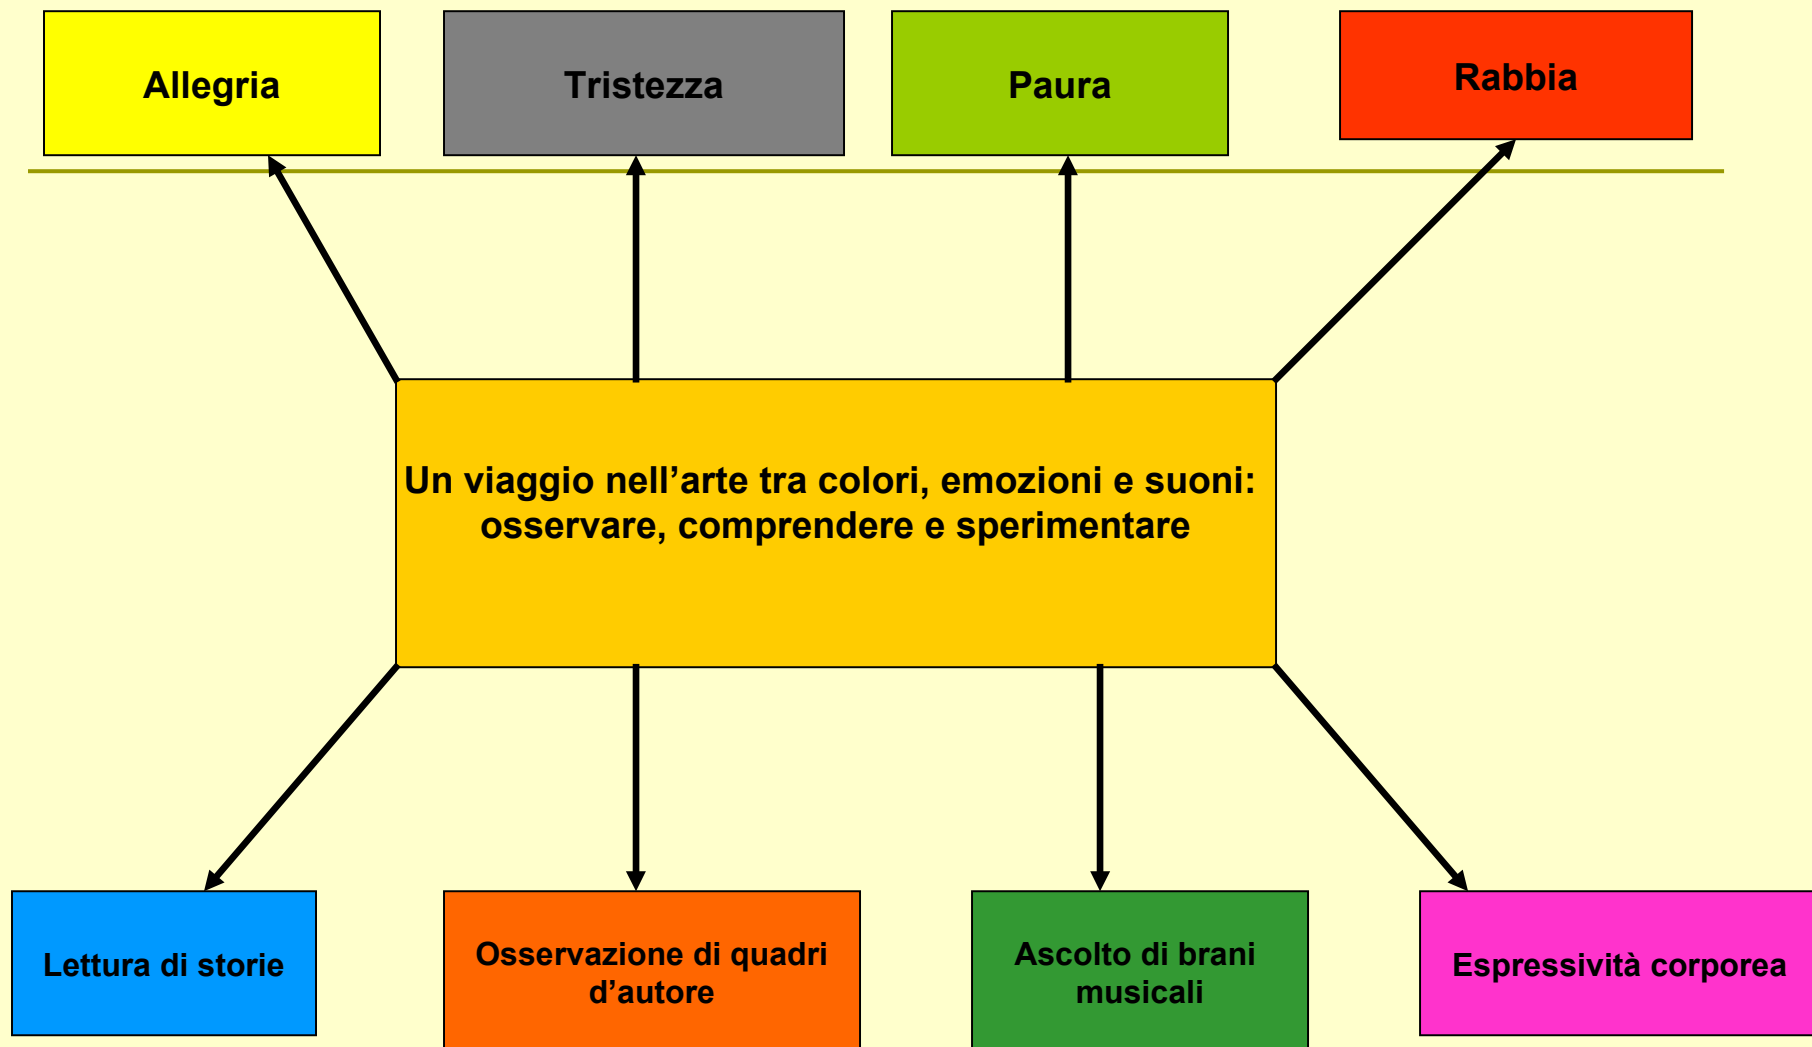 Allegria
Tristezza
Paura
Rabbia
Un viaggio nell’arte tra colori, emozioni e suoni:
osservare, comprendere e sperimentare
Lettura di storie
Osservazione di quadri
d’autore
Ascolto di brani
musicali
Espressività corporea